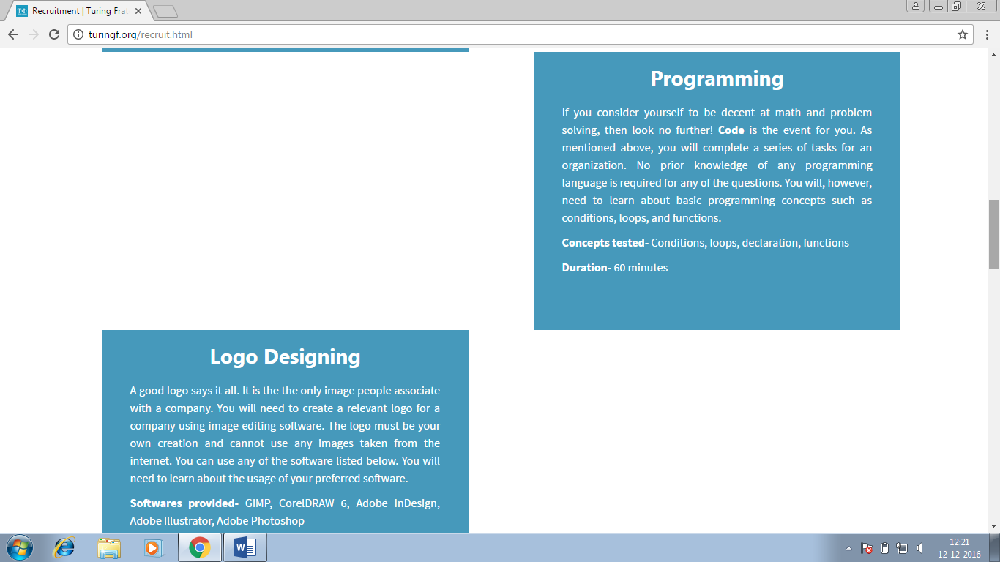 Recruitment | Turing Frat
turingf.org/recruit.html
Programming
If you consider yourself to be decent at math and problem
solving, then look no further! Code is the event for you. As
mentioned above, you will complete a series of tasks for an
organization. No prior knowledge of any programming
language is required for any of the questions. You will, however,
need to learn about basic programming concepts such as
conditions, loops, and functions.
Concepts tested- Conditions, loops, declaration, functions
Duration- 60 minutes
Logo Designing
A good logo says it all. It is the the only image people associate
with a company. You will need to create a relevant logo for a
company using image editing software. The logo must be your
own creation and cannot use any images taken from the
internet. You can use any of the software listed below. You will
need to learn about the usage of your preferred software.
Softwares provided- GIMP, CorelDRAW 6, Adobe InDesign,
Adobe Illustrator, Adobe Photoshop
12:21
12-12-2016